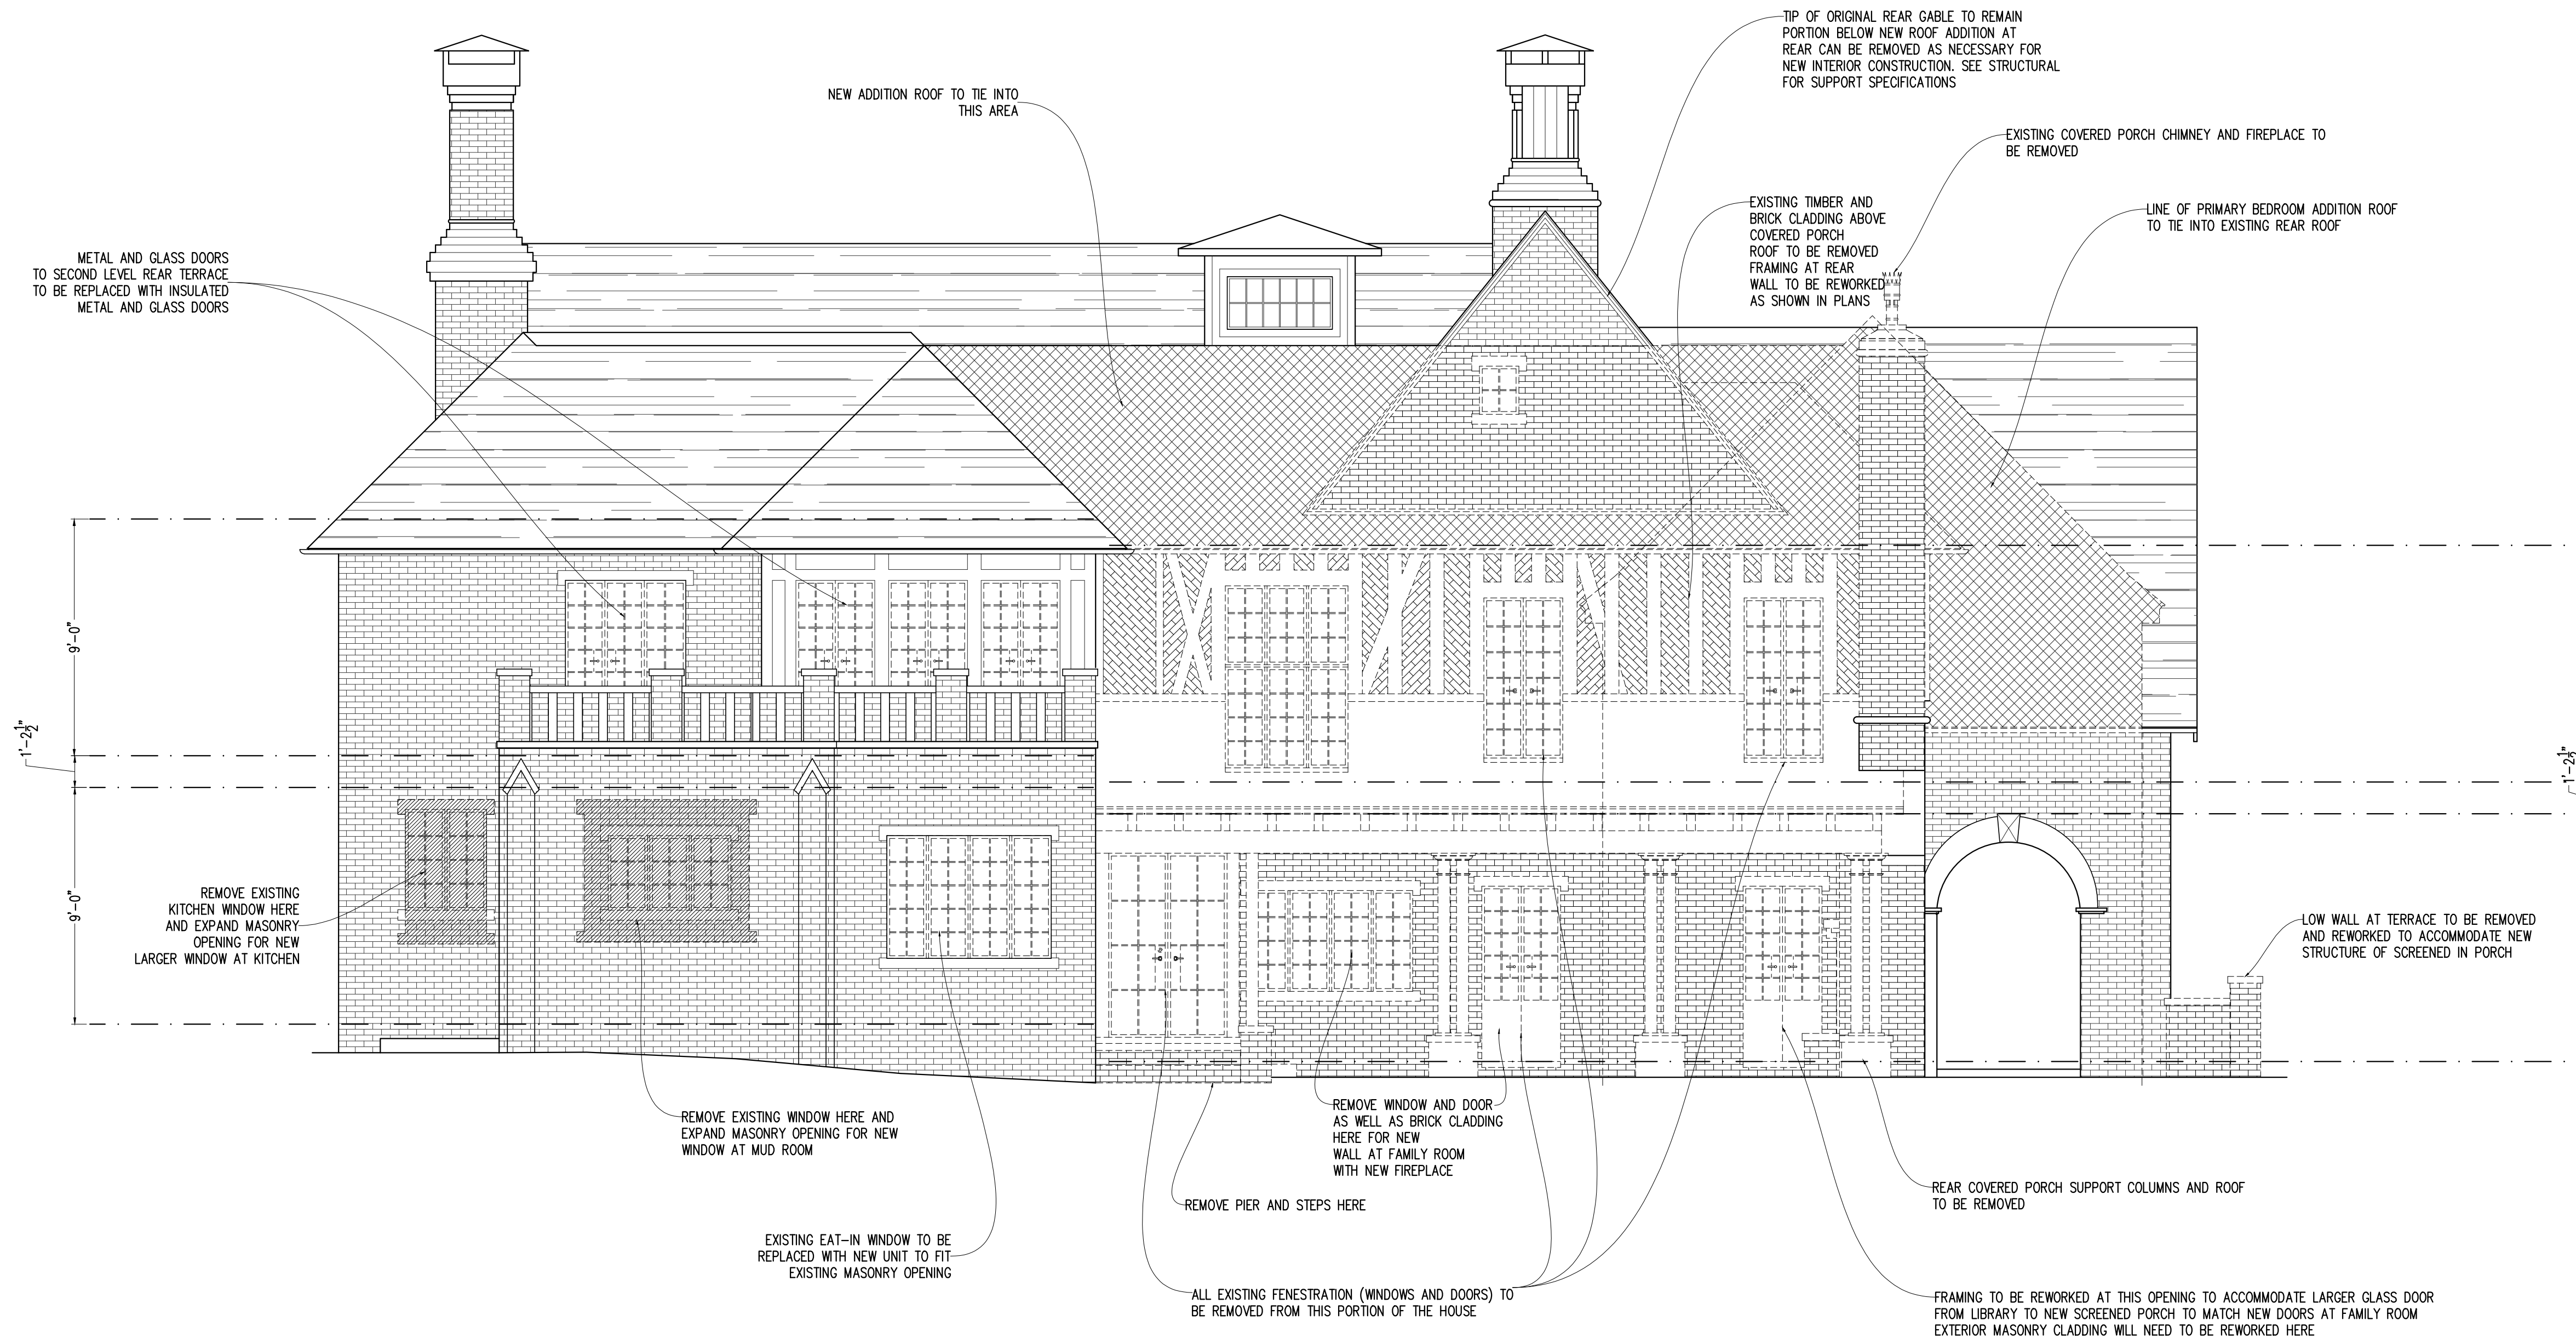 TIP OF ORIGINAL REAR GABLE TO REMAIN
PORTION BELOW NEW ROOF ADDITION AT
REAR CAN BE REMOVED AS NECESSARY FOR
NEW INTERIOR CONSTRUCTION. SEE STRUCTURAL
FOR SUPPORT SPECIFICATIONS
NEW ADDITION ROOF TO TIE INTO
THIS AREA
EXISTING COVERED PORCH CHIMNEY AND FIREPLACE TO
BE REMOVED
EXISTING TIMBER AND
BRICK CLADDING ABOVE
COVERED PORCH
ROOF TO BE REMOVED
FRAMING AT REAR
WALL TO BE REWORKED
AS SHOWN IN PLANS
LINE OF PRIMARY BEDROOM ADDITION ROOF
TO TIE INTO EXISTING REAR ROOF
METAL AND GLASS DOORS
TO SECOND LEVEL REAR TERRACE
TO BE REPLACED WITH INSULATED
METAL AND GLASS DOORS
9'-0"
1'-2½"
1'-2½"
9'-0"
REMOVE EXISTING
KITCHEN WINDOW HERE
AND EXPAND MASONRY
OPENING FOR NEW
LARGER WINDOW AT KITCHEN
LOW WALL AT TERRACE TO BE REMOVED
AND REWORKED TO ACCOMMODATE NEW
STRUCTURE OF SCREENED IN PORCH
REMOVE EXISTING WINDOW HERE AND
EXPAND MASONRY OPENING FOR NEW
WINDOW AT MUD ROOM
REMOVE WINDOW AND DOOR
AS WELL AS BRICK CLADDING
HERE FOR NEW
WALL AT FAMILY ROOM
WITH NEW FIREPLACE
REMOVE PIER AND STEPS HERE
REAR COVERED PORCH SUPPORT COLUMNS AND ROOF
TO BE REMOVED
EXISTING EAT-IN WINDOW TO BE
REPLACED WITH NEW UNIT TO FIT
EXISTING MASONRY OPENING
ALL EXISTING FENESTRATION (WINDOWS AND DOORS) TO
BE REMOVED FROM THIS PORTION OF THE HOUSE
FRAMING TO BE REWORKED AT THIS OPENING TO ACCOMMODATE LARGER GLASS DOOR
FROM LIBRARY TO NEW SCREENED PORCH TO MATCH NEW DOORS AT FAMILY ROOM
EXTERIOR MASONRY CLADDING WILL NEED TO BE REWORKED HERE